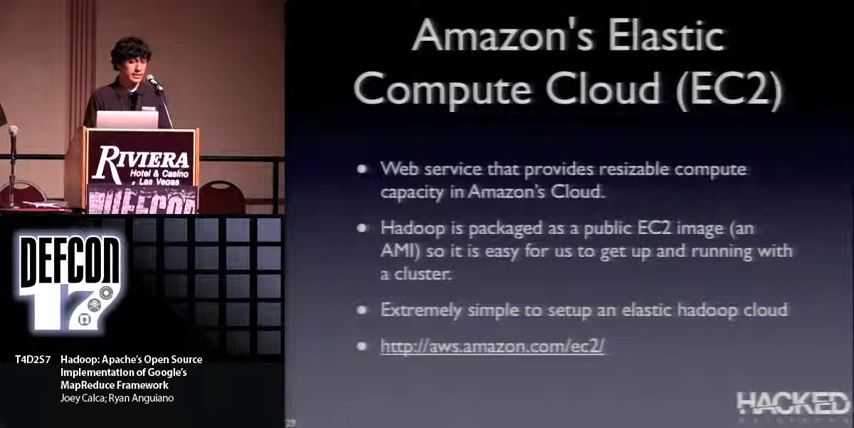 Amazon's Elastic
Compute Cloud (EC2)
Web service that provides resizable compute
capacity in Amazon's Cloud.
Hadoop is packaged as a public EC2 image (an
AMI) so it is easy for us to get up and running with
a cluster.
Extremely simple to setup an elastic hadoop cloud
http://aws.amazon.com/ec2/
29
HACKED
RIVIERA
Hotel & Casino
Las Vegas
DEFCON
DEFCON
17
T4D2S7 Hadoop: Apache's Open Source
Implementation of Google's
MapReduce Framework
Joey Calca; Ryan Anguiano